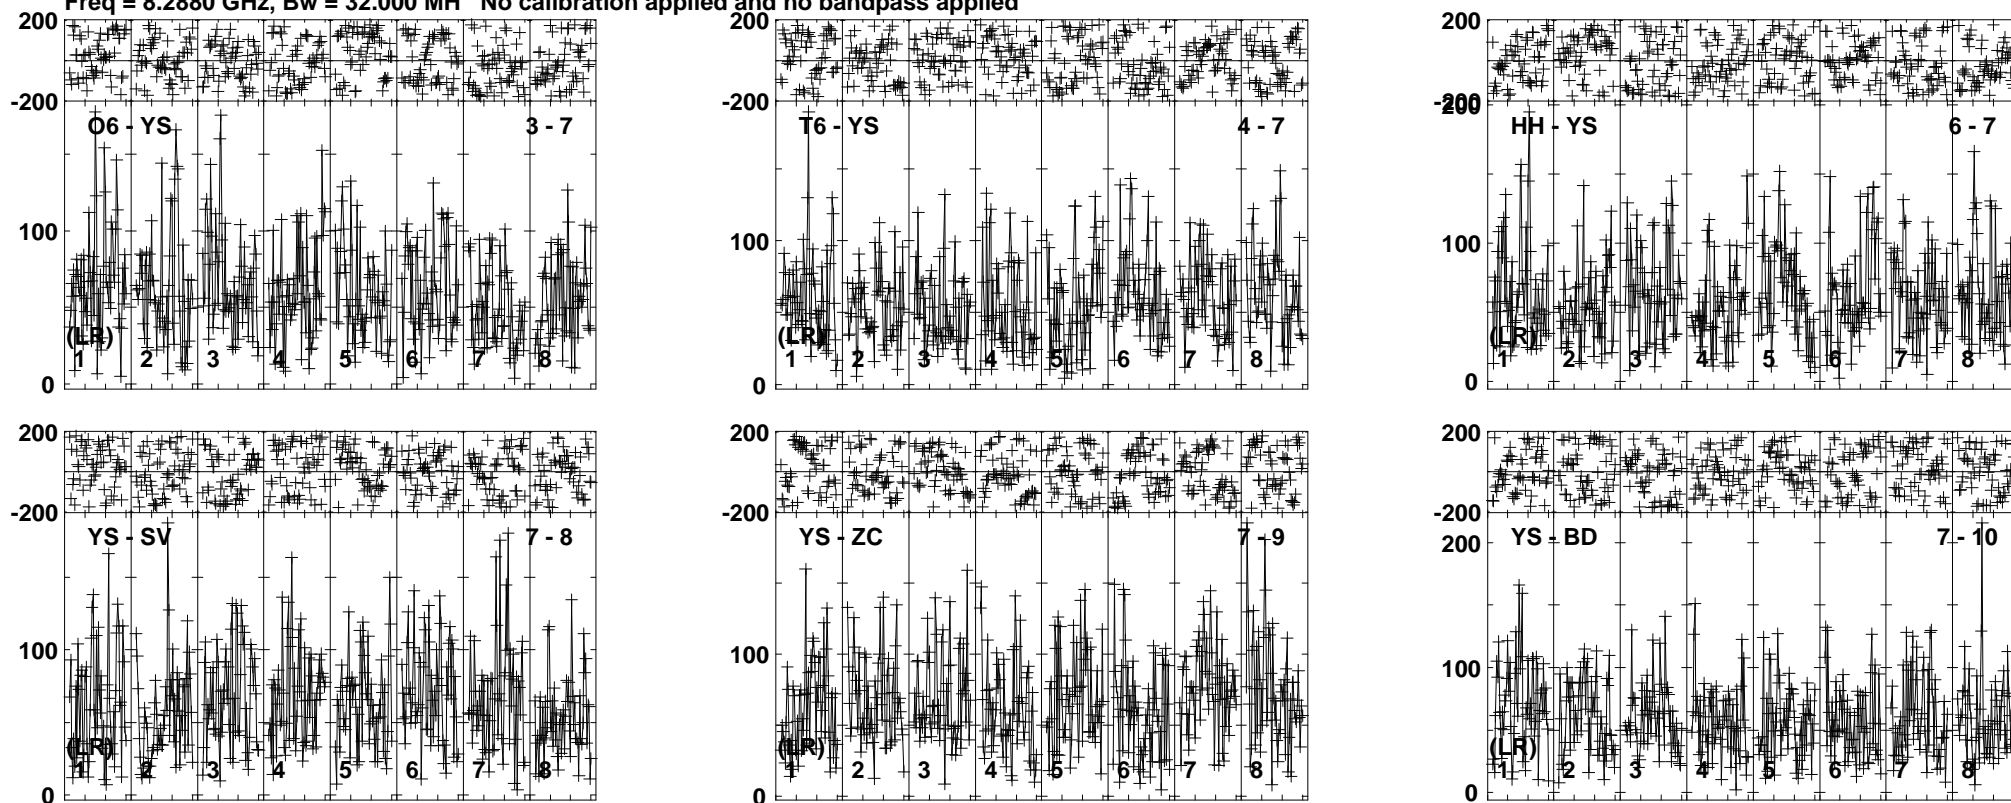 Freq = 8.2880 GHz, Bw = 32.000 MH No calibration applied and no bandpass applied
200
-200
O6 - YS 3 - 7
100
(LR)
1 2 3 4 5 6 7 8
0
200
-200
T6 - YS 4 - 7
100
(LR)
1 2 3 4 5 6 7 8
0
200
-200
200
HH - YS 6 - 7
100
(LR)
1 2 3 4 5 6 7 8
0
200
-200
YS - SV 7 - 8
100
(LR)
1 2 3 4 5 6 7 8
0
200
-200
YS - ZC 7 - 9
100
(LR)
1 2 3 4 5 6 7 8
0
200
-200
200
YS - BD 7 - 10
100
(LR)
1 2 3 4 5 6 7 8
0